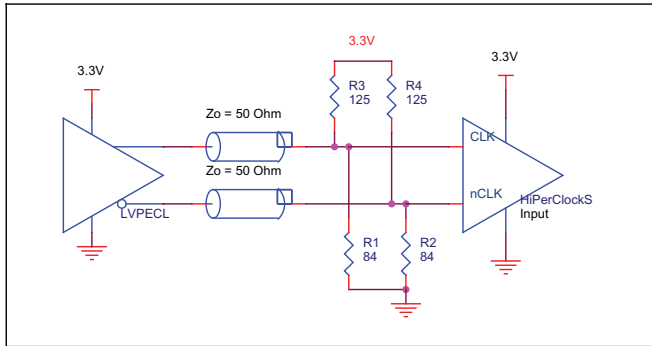 3.3V
3.3V
3.3V
R3
125
R4
125
Zo = 50 Ohm
CLK
Zo = 50 Ohm
nCLK
HiPerClockS
Input
LVPECL
R1
84
R2
84